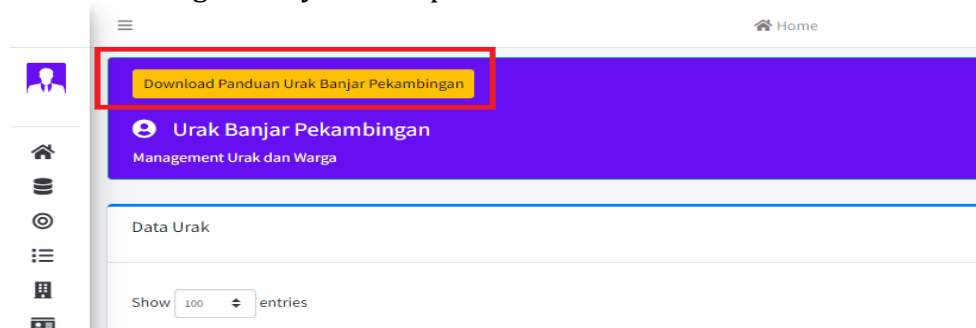 Home
Download Panduan Urak Banjar Pekambingan
Urak Banjar Pekambingan
Management Urak dan Warga
Data Urak
Show 100 entries